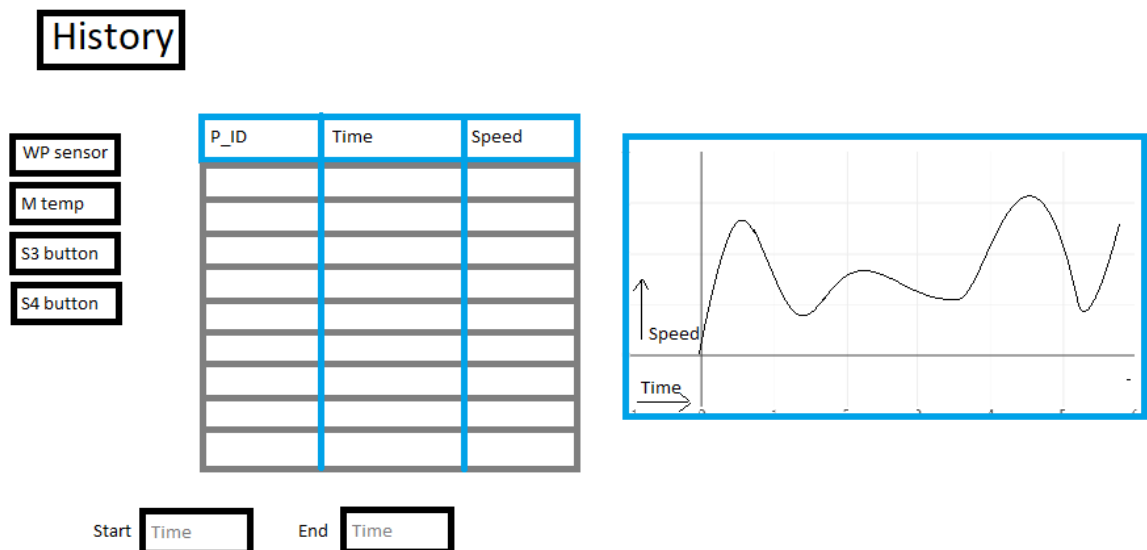 History
WP sensor
M temp
S3 button
S4 button
P_ID Time Speed
Speed
Time
Start Time End Time